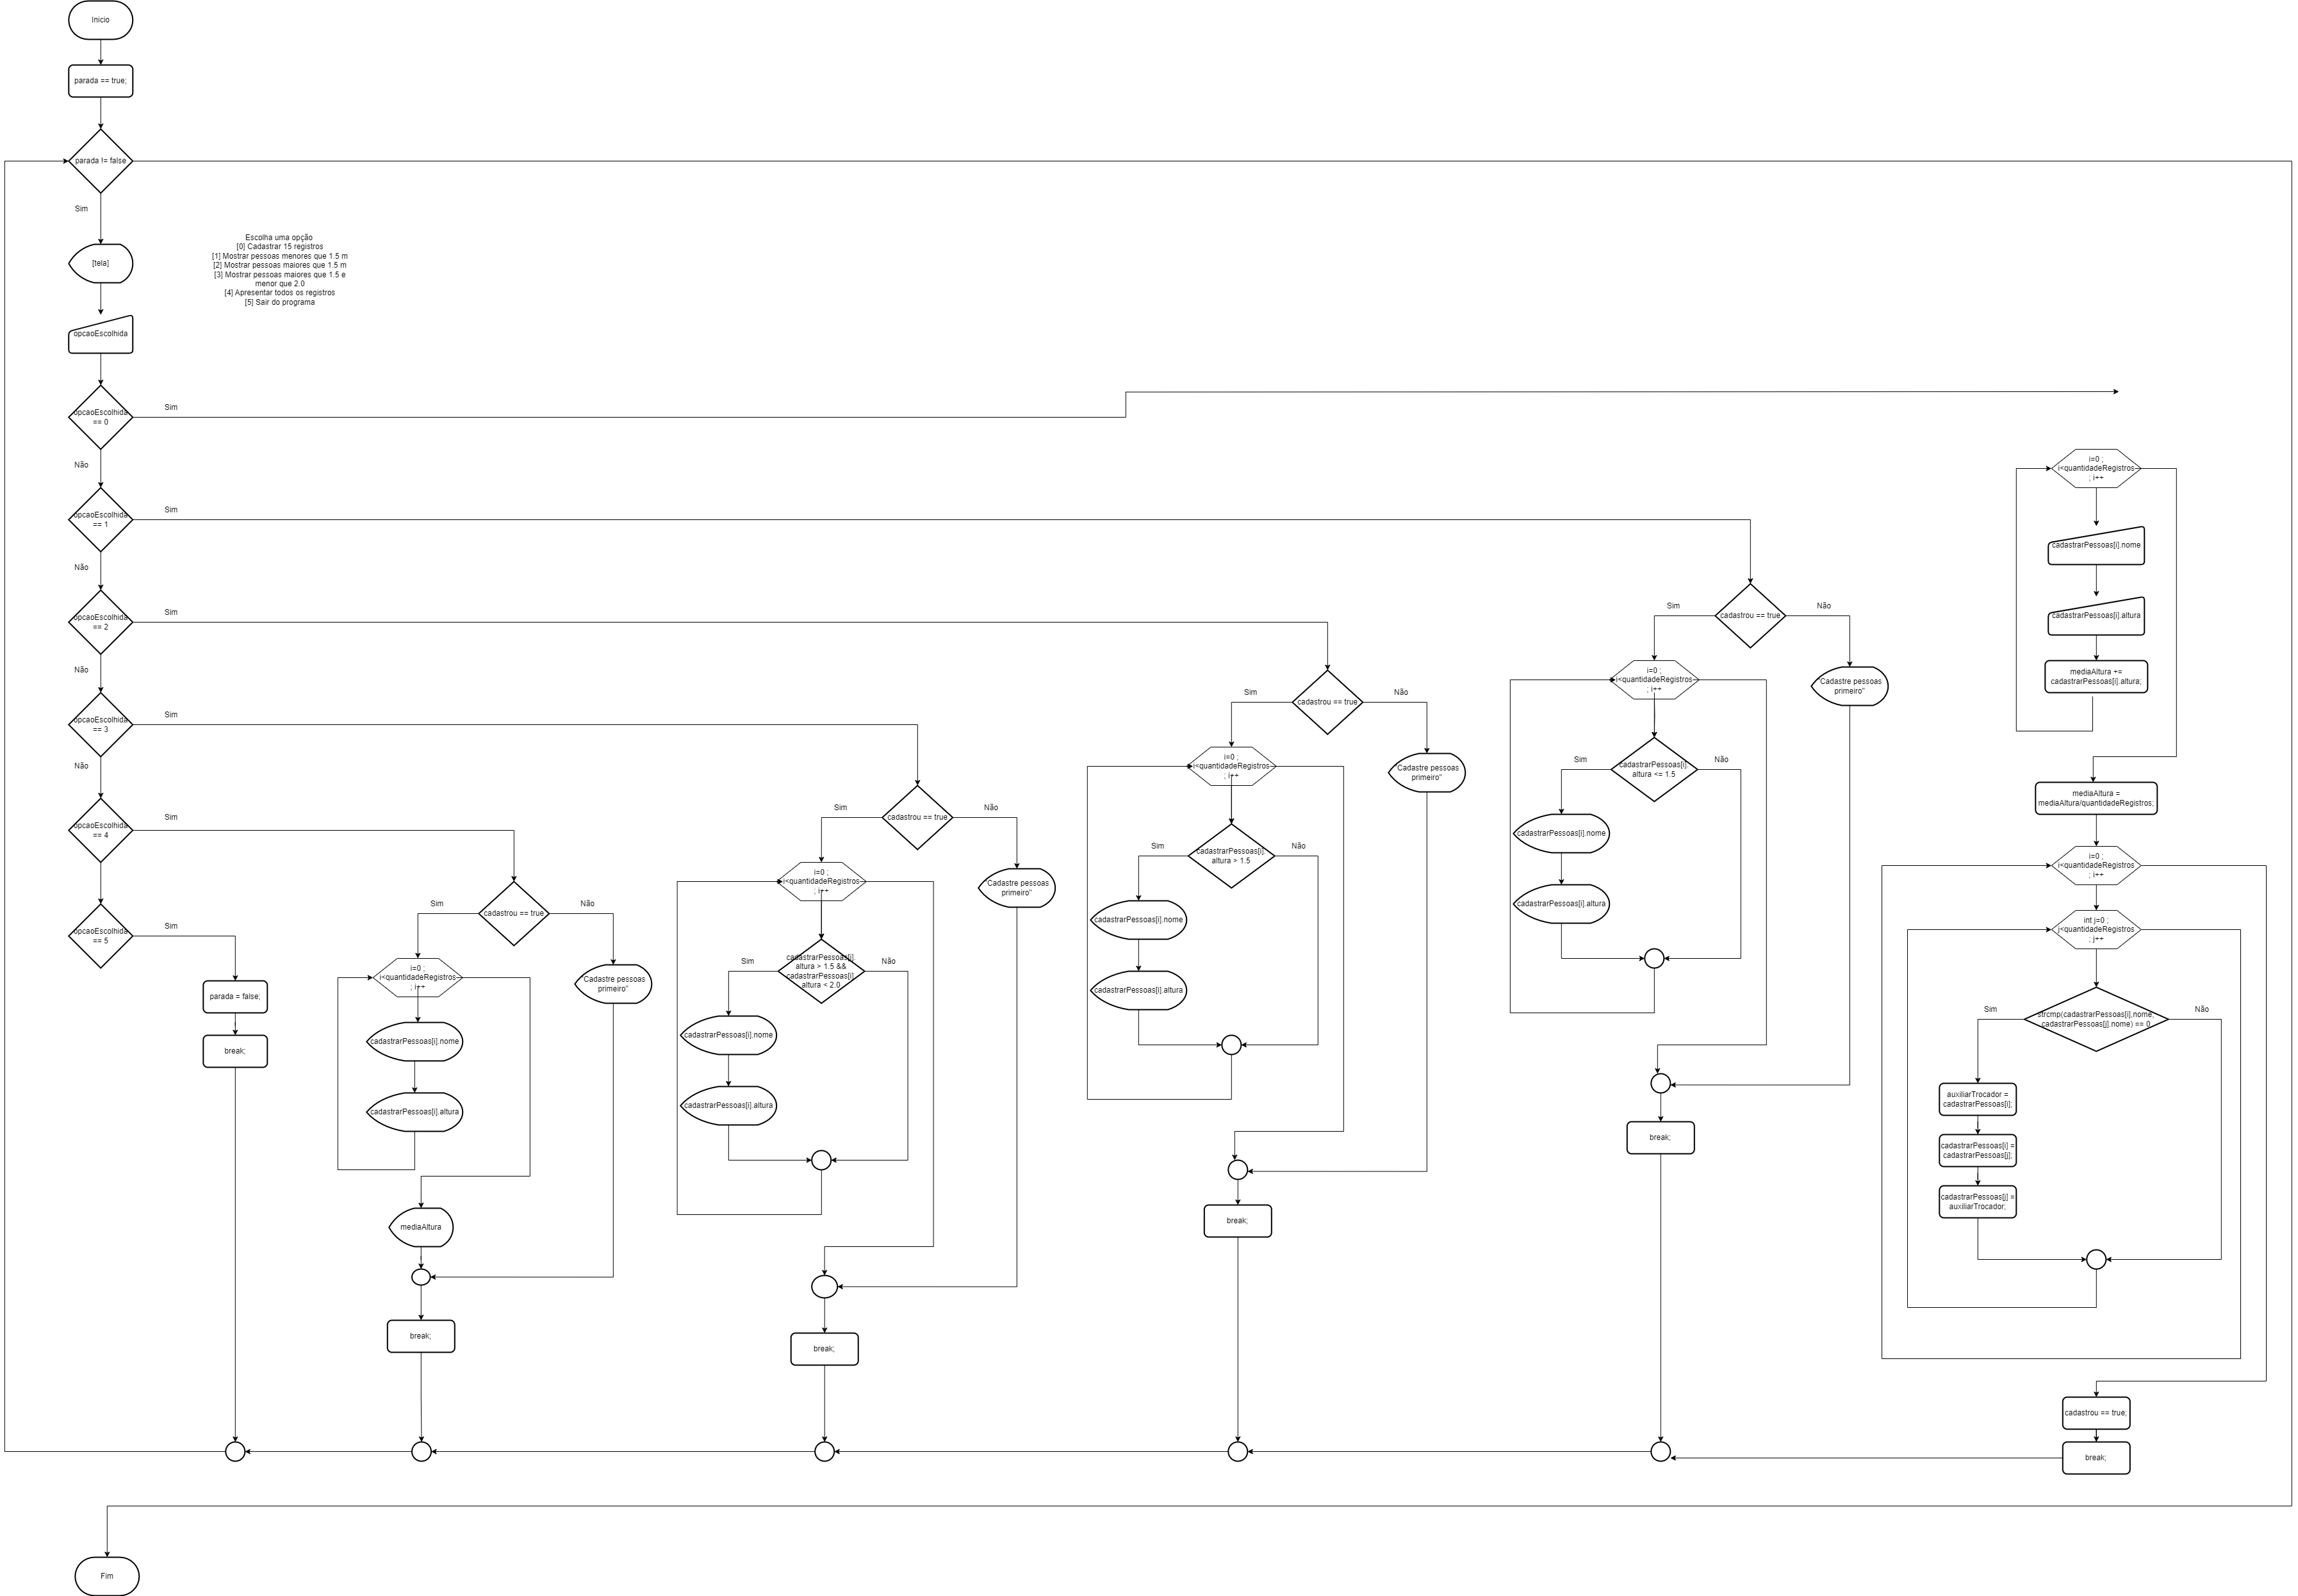 Inicio
parada == true;
parada != false
Sim
[tela]
Escolha uma opção
[0] Cadastrar 15 registros
[1] Mostrar pessoas menores que 1.5 m
[2] Mostrar pessoas maiores que 1.5 m
[3] Mostrar pessoas maiores que 1.5 e
menor que 2.0
[4] Apresentar todos os registros
[5] Sair do programa
opcaoEscolhida
opcaoEscolhida
== 0
Sim
Não
opcaoEscolhida
== 1
Sim
Não
opcaoEscolhida
== 2
Sim
Não
opcaoEscolhida
== 3
Sim
Não
opcaoEscolhida
== 4
Sim
opcaoEscolhida
== 5
Sim
parada = false;
break;
cadastrou == true
Sim
Não
"Cadastre pessoas
primeiro"
i=0 ;
i<quantidadeRegistros
; i++
cadastrarPessoas[i].nome
cadastrarPessoas[i].altura
mediaAltura
break;
cadastrou == true
Sim
Não
"Cadastre pessoas
primeiro"
i=0 ;
i<quantidadeRegistros
; i++
cadastrarPessoas[i].
altura > 1.5 &&
cadastrarPessoas[i].
altura < 2.0
Sim
Não
cadastrarPessoas[i].nome
cadastrarPessoas[i].altura
break;
cadastrou == true
Sim
Não
"Cadastre pessoas
primeiro"
i=0 ;
i<quantidadeRegistros
; i++
cadastrarPessoas[i].
altura > 1.5
Sim
Não
cadastrarPessoas[i].nome
cadastrarPessoas[i].altura
break;
cadastrou == true
Sim
Não
"Cadastre pessoas
primeiro"
i=0 ;
i<quantidadeRegistros
; i++
cadastrarPessoas[i].
altura <= 1.5
Sim
Não
cadastrarPessoas[i].nome
cadastrarPessoas[i].altura
break;
i=0 ;
i<quantidadeRegistros
; i++
cadastrarPessoas[i].nome
cadastrarPessoas[i].altura
mediaAltura +=
cadastrarPessoas[i].altura;
mediaAltura =
mediaAltura/quantidadeRegistros;
i=0 ;
i<quantidadeRegistros
; i++
int j=0 ;
j<quantidadeRegistros
; j++
strcmp(cadastrarPessoas[i].nome,
cadastrarPessoas[j].nome) == 0
Sim
Não
auxiliarTrocador =
cadastrarPessoas[i];
cadastrarPessoas[i] =
cadastrarPessoas[j];
cadastrarPessoas[j] =
auxiliarTrocador;
cadastrou == true;
break;
Fim